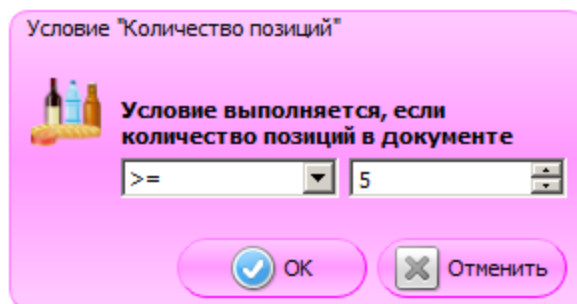 Условие "Количество позиций"
Условие выполняется, если
количество позиций в документе
>= 5
OK Отменить